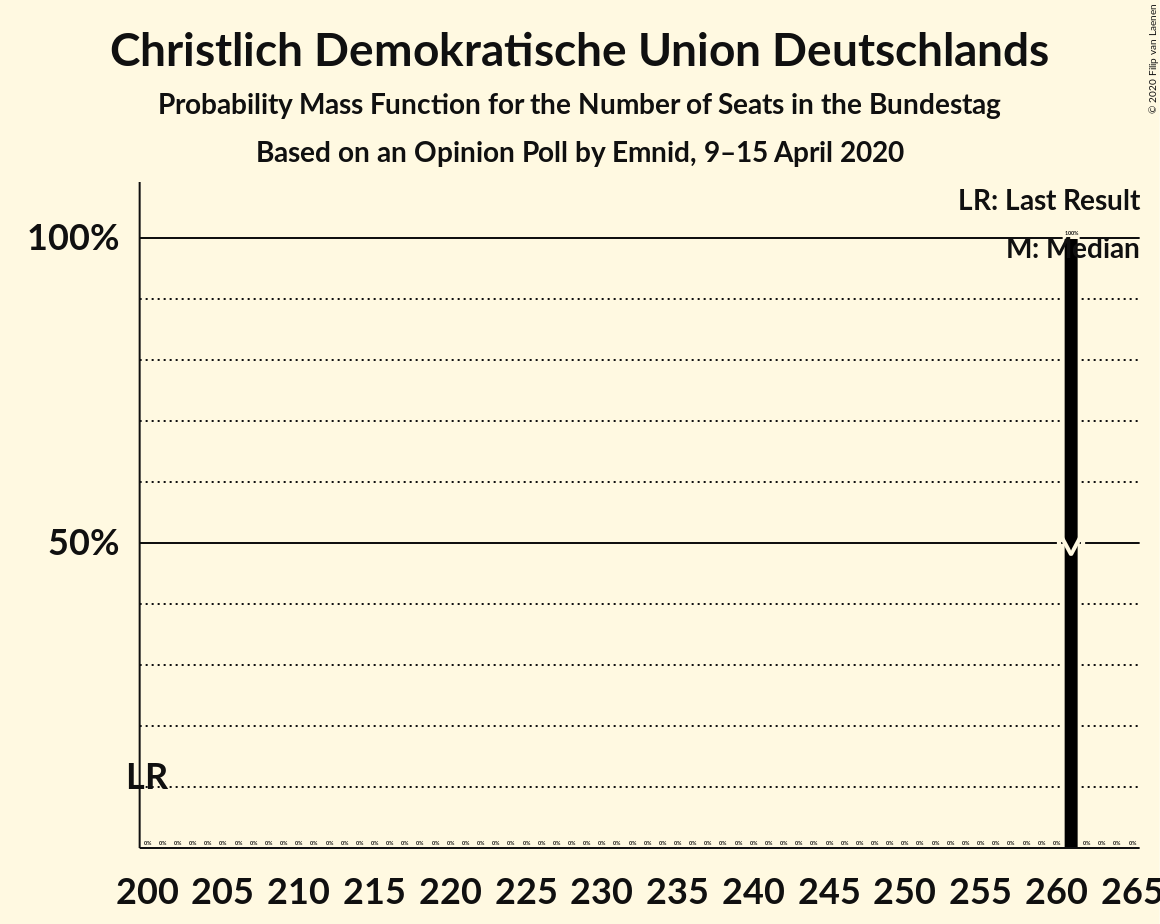 Christlich Demokratische Union Deutschlands
Probability Mass Function for the Number of Seats in the Bundestag
Based on an Opinion Poll by Emnid, 9–15 April 2020
© 2020 Filip van Laenen
LR: Last Result
M: Median
100%
100%
50%
M
LR
0% 0% 0% 0% 0% 0% 0% 0% 0% 0% 0% 0% 0% 0% 0% 0% 0% 0% 0% 0% 0% 0% 0% 0% 0% 0% 0% 0% 0% 0% 0% 0% 0% 0% 0% 0% 0% 0% 0% 0% 0% 0% 0% 0% 0% 0% 0% 0% 0% 0% 0% 0% 0% 0% 0% 0% 0% 0% 0% 0% 0% 0% 0% 0% 0%
200 205 210 215 220 225 230 235 240 245 250 255 260 265